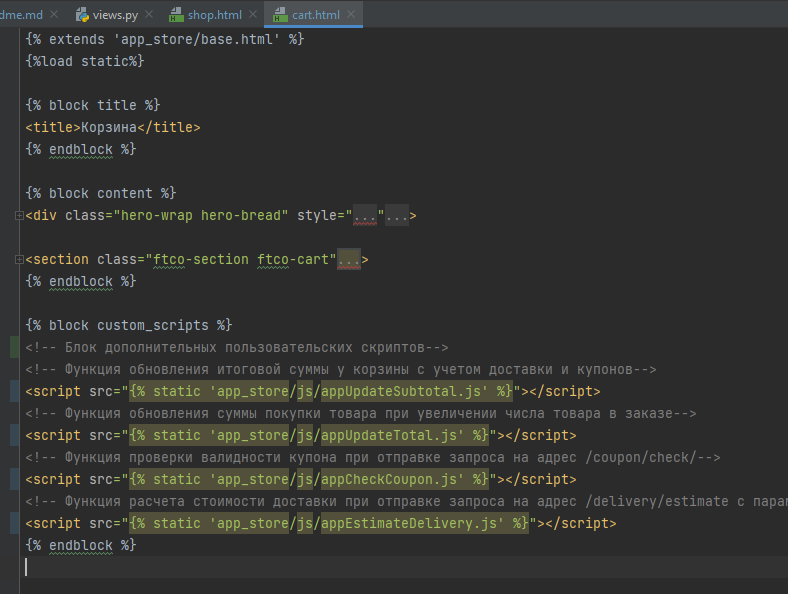 dme.md views.py shop.html cart.html
{% extends 'app_store/base.html' %}
{%load static%}
{% block title %}
<title>Корзина</title>
{% endblock %}
{% block content %}
<div class="hero-wrap hero-bread" style="..."...>
<section class="ftco-section ftco-cart"...>
{% endblock %}
{% block custom_scripts %}
<!-- Блок дополнительных пользовательских скриптов-->
<!-- Функция обновления итоговой суммы у корзины с учетом доставки и купонов-->
<script src="{% static 'app_store/js/appUpdateSubtotal.js' %}"></script>
<!-- Функция обновления суммы покупки товара при увеличении числа товара в заказе-->
<script src="{% static 'app_store/js/appUpdateTotal.js' %}"></script>
<!-- Функция проверки валидности купона при отправке запроса на адрес /coupon/check/-->
<script src="{% static 'app_store/js/appCheckCoupon.js' %}"></script>
<!-- Функция расчета стоимости доставки при отправке запроса на адрес /delivery/estimate с пара
<script src="{% static 'app_store/js/appEstimateDelivery.js' %}"></script>
{% endblock %}